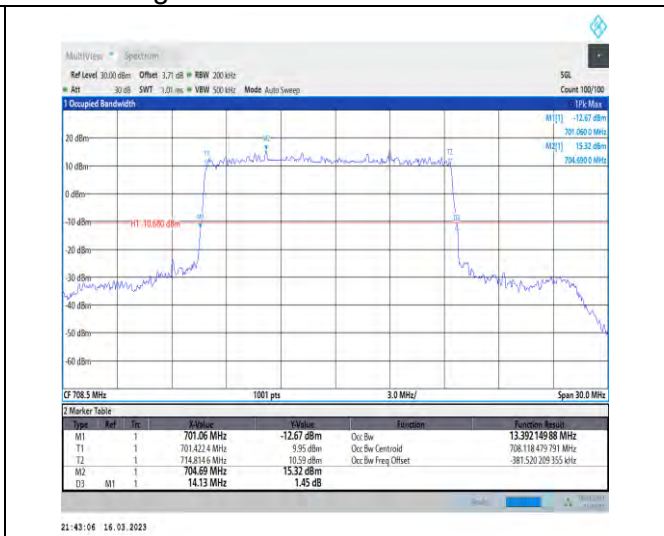 MultiView Spectrum
Ref Level 30.00 dBm Offset 3.71 dB RBW 200 kHz SGL
Att 30 dB SWT 1.01 ms VBW 500 kHz Mode Auto Sweep Count 100/100
1 Occupied Bandwidth 1Pk Max
M1[1] -12.67 dBm
701.060 0 MHz
M2[1] 15.32 dBm
704.690 0 MHz
20 dBm
M2
T1 T2
10 dBm
0 dBm
M1 D3
-10 dBm H1 -10.680 dBm
-20 dBm
-30 dBm
-40 dBm
-50 dBm
-60 dBm
CF 708.5 MHz 1001 pts 3.0 MHz/ Span 30.0 MHz
2 Marker Table
Type Ref Trc X-Value Y-Value Function Function Result
M1 1 701.06 MHz -12.67 dBm Occ Bw 13.392 149 88 MHz
T1 1 701.422 4 MHz 9.95 dBm Occ Bw Centroid 708.118 479 791 MHz
T2 1 714.814 6 MHz 10.59 dBm Occ Bw Freq Offset -381.520 209 355 kHz
M2 1 704.69 MHz 15.32 dBm
D3 M1 1 14.13 MHz 1.45 dB
21:43:06 16.03.2023